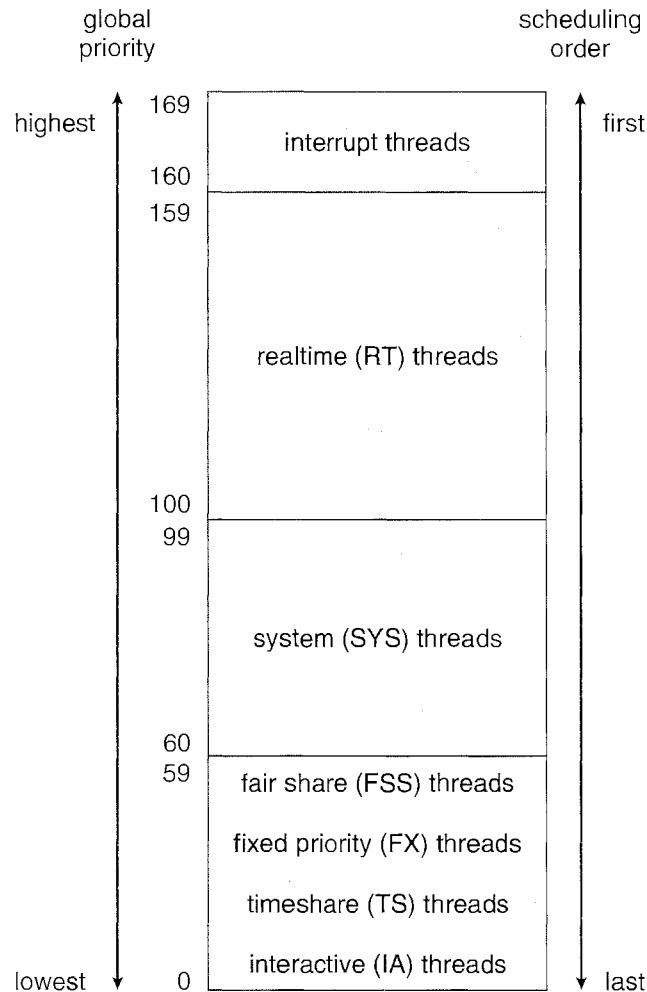 global
priority
scheduling
order
highest
169
first
interrupt threads
160
159
realtime (RT) threads
100
99
system (SYS) threads
60
59
fair share (FSS) threads
fixed priority (FX) threads
timeshare (TS) threads
interactive (IA) threads
lowest
0
last